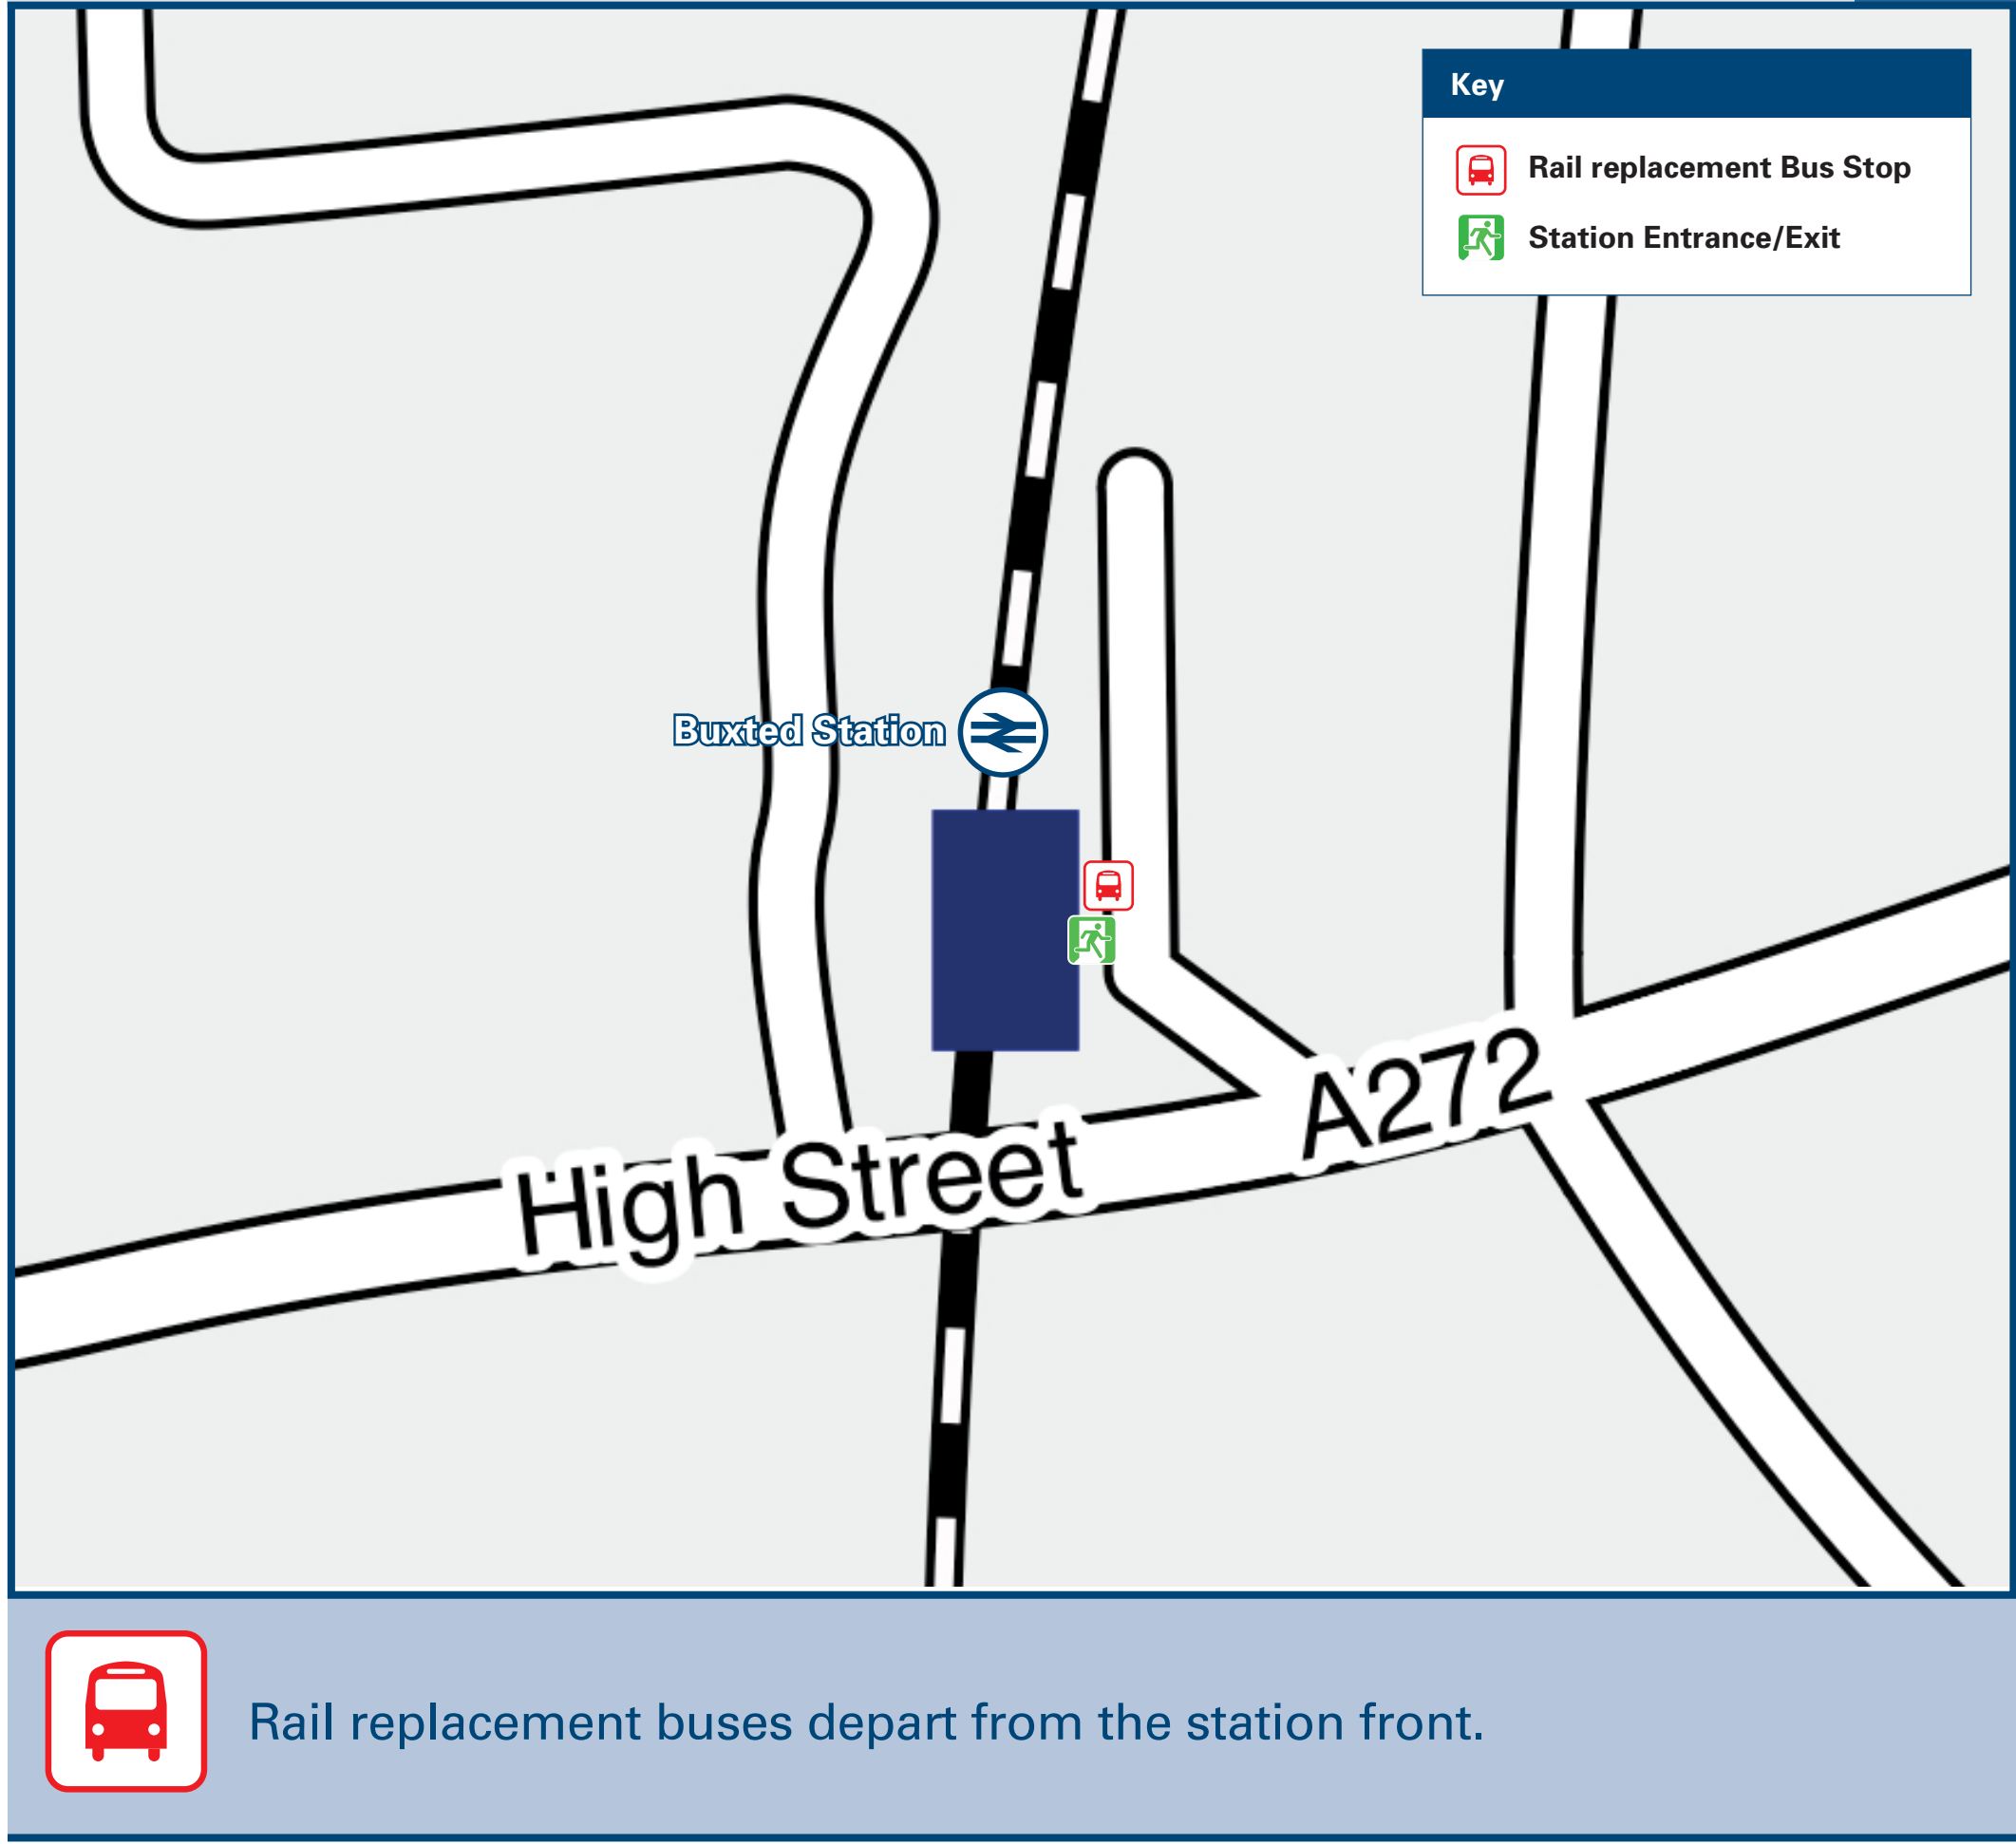 Key
Rail replacement Bus Stop
Station Entrance/Exit
Buxted Station
A272
High Street
Rail replacement buses depart from the station front.